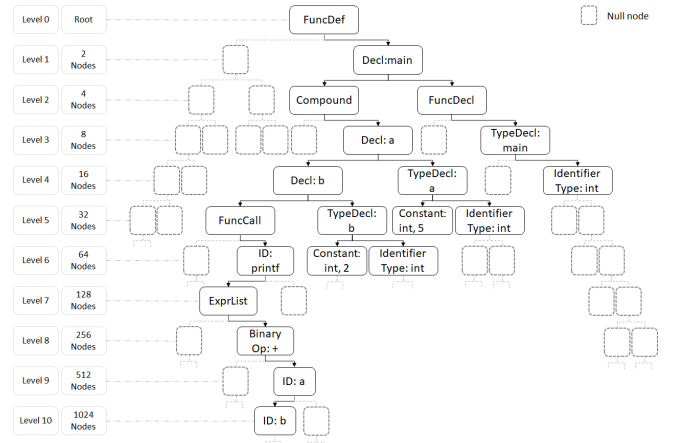 Level 0 Root FuncDef Null node
Level 1 2 Nodes Decl:main
Level 2 4 Nodes Compound FuncDecl
Level 3 8 Nodes Decl: a TypeDecl: main
Level 4 16 Nodes Decl: b TypeDecl: a Identifier Type: int
Level 5 32 Nodes FuncCall TypeDecl: b Constant: int, 5 Identifier Type: int
Level 6 64 Nodes ID: printf Constant: int, 2 Identifier Type: int
Level 7 128 Nodes ExprList
Level 8 256 Nodes Binary Op: +
Level 9 512 Nodes ID: a
Level 10 1024 Nodes ID: b